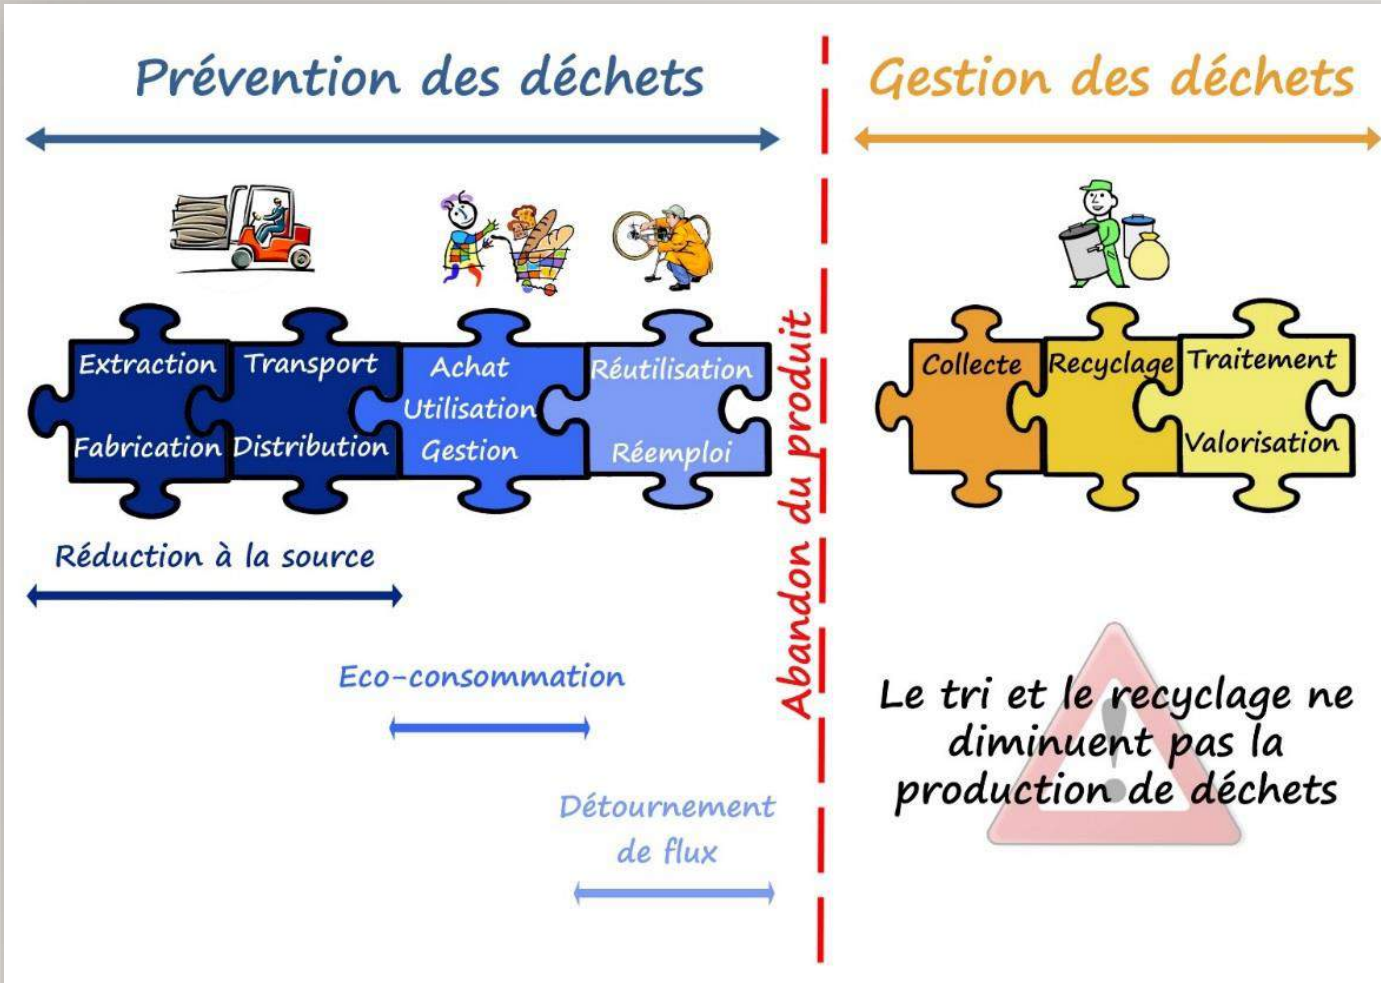 Prévention des déchets
Gestion des déchets
Extraction
Fabrication
Transport
Distribution
Achat
Utilisation
Gestion
Réutilisation
Réemploi
Abandon du produit
Collecte
Recyclage
Traitement
Valorisation
Réduction à la source
Eco-consommation
Détournement
de flux
Le tri et le recyclage ne
diminuent pas la
production de déchets